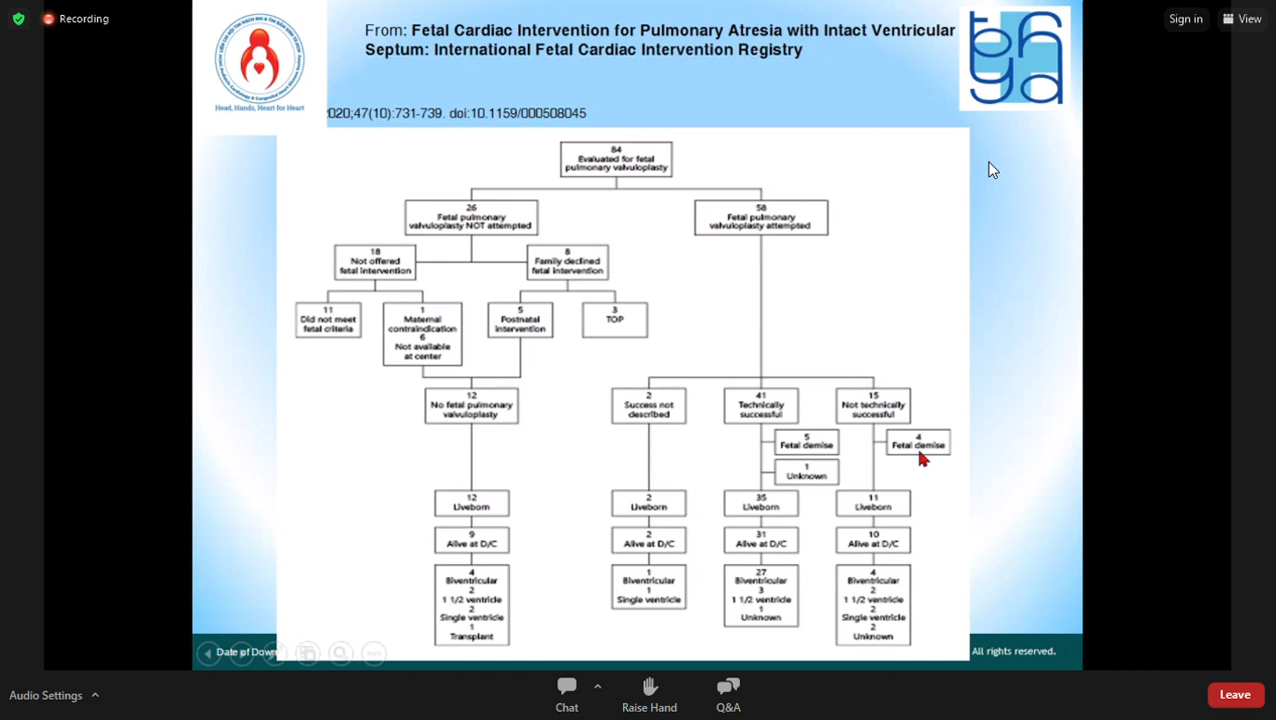 Recording
Sign in
View
From: Fetal Cardiac Intervention for Pulmonary Atresia with Intact Ventricular
Septum: International Fetal Cardiac Intervention Registry
Head, Hands, Heart for Heart
2020;47(10):731-739. doi:10.1159/000508045
84
Evaluated for fetal
pulmonary valvuloplasty
26
Fetal pulmonary
valvuloplasty NOT attempted
58
Fetal pulmonary
valvuloplasty attempted
18
Not offered
fetal intervention
8
Family declined
fetal intervention
11
Did not meet
fetal criteria
1
Maternal
contraindication
6
Not available
at center
5
Postnatal
intervention
3
TOP
12
No fetal pulmonary
valvuloplasty
2
Success not
described
41
Technically
successful
15
Not technically
successful
5
Fetal demise
4
Fetal demise
1
Unknown
12
Liveborn
2
Liveborn
35
Liveborn
11
Liveborn
9
Alive at D/C
2
Alive at D/C
31
Alive at D/C
10
Alive at D/C
4
Biventricular
2
1 1/2 ventricle
2
Single ventricle
1
Transplant
1
Biventricular
1
Single ventricle
27
Biventricular
3
1 1/2 ventricle
1
Unknown
4
Biventricular
2
1 1/2 ventricle
2
Single ventricle
2
Unknown
Date of Down
All rights reserved.
Audio Settings
Chat
Raise Hand
Q&A
Leave